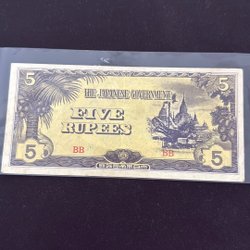 5 THE JAPANESE GOVERNMENT 5
FIVE
RUPEES
BB BB
5 5